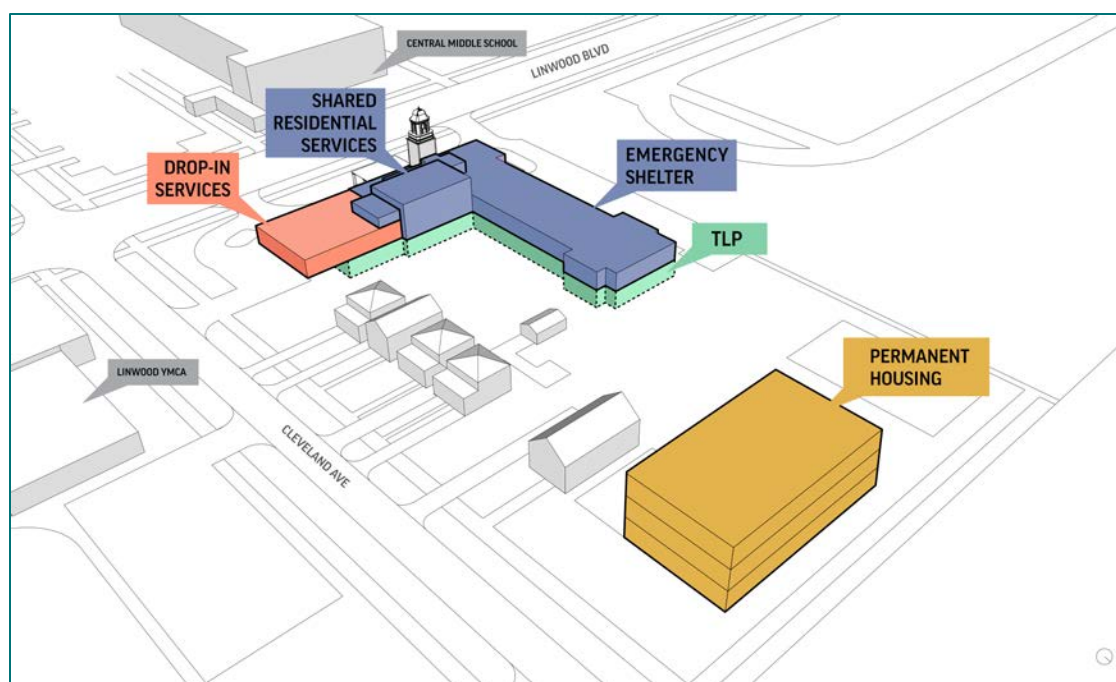 CENTRAL MIDDLE SCHOOL
LINWOOD BLVD
SHARED
RESIDENTIAL
SERVICES
DROP-IN
SERVICES
EMERGENCY
SHELTER
TLP
PERMANENT
HOUSING
LINWOOD YMCA
CLEVELAND AVE